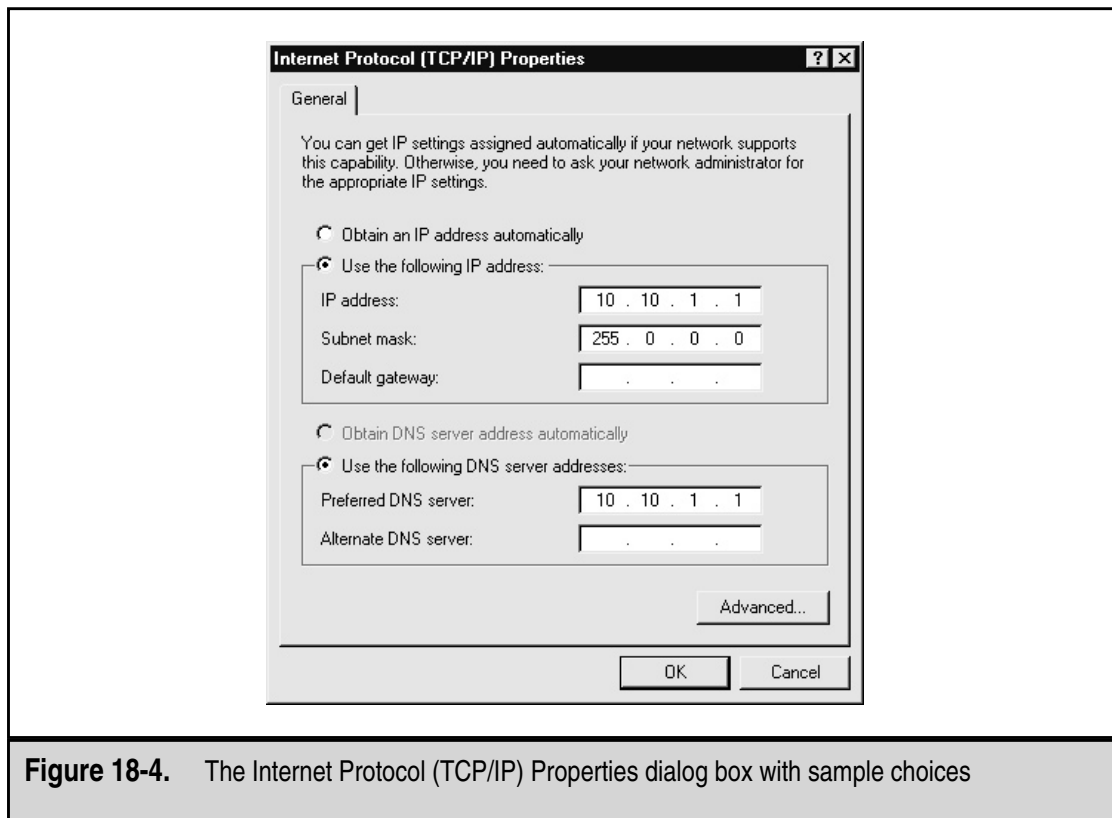 Internet Protocol (TCP/IP) Properties
General
You can get IP settings assigned automatically if your network supports
this capability. Otherwise, you need to ask your network administrator for
the appropriate IP settings.
Obtain an IP address automatically
Use the following IP address:
IP address: 10 . 10 . 1 . 1
Subnet mask: 255 . 0 . 0 . 0
Default gateway: . . .
Obtain DNS server address automatically
Use the following DNS server addresses:
Preferred DNS server: 10 . 10 . 1 . 1
Alternate DNS server: . . .
Advanced...
OK Cancel
Figure 18-4. The Internet Protocol (TCP/IP) Properties dialog box with sample choices